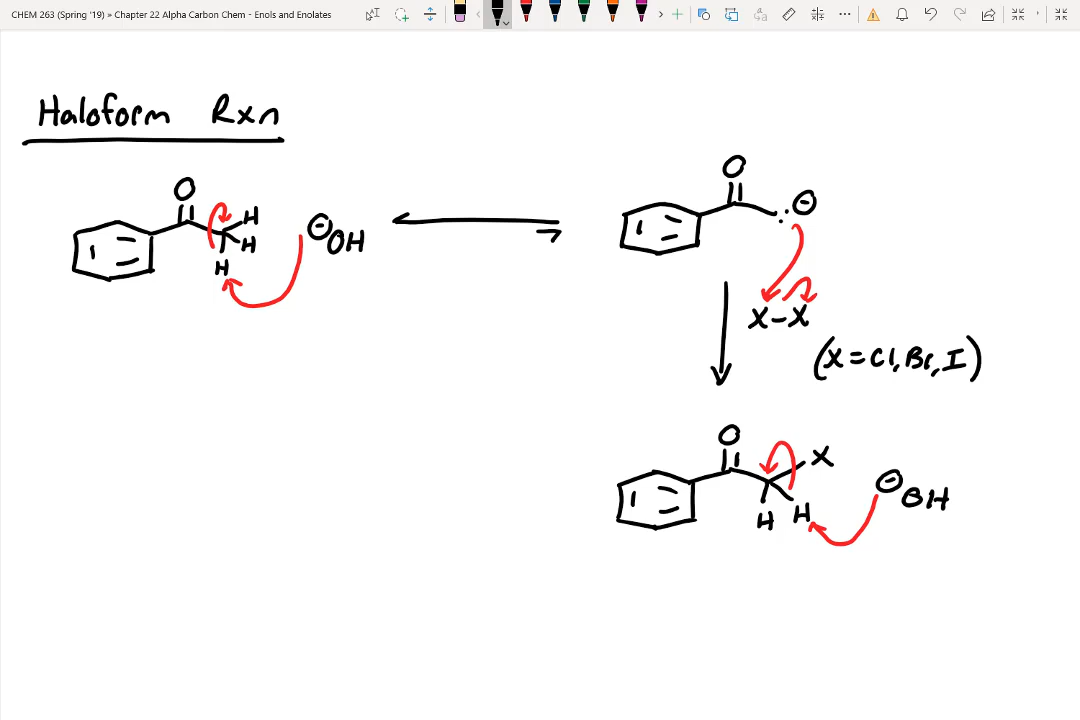 CHEM 263 (Spring '19) » Chapter 22 Alpha Carbon Chem - Enols and Enolates
Haloform Rxn
O
H
H
H
⊖OH
O
⊖
X-X
(X=Cl, Br, I)
O
X
H
H
⊖OH